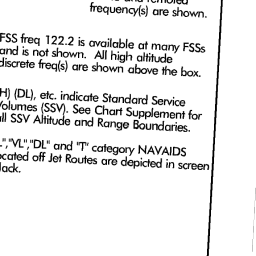 frequency(s) are shown.
FSS freq 122.2 is available at many FSSs
and is not shown. All high altitude
discrete freq(s) are shown above the box.
H) (DL), etc. indicate Standard Service
Volumes (SSV). See Chart Supplement for
all SSV Altitude and Range Boundaries.
"VL","DL" and "T" category NAVAIDS
located off Jet Routes are depicted in screen